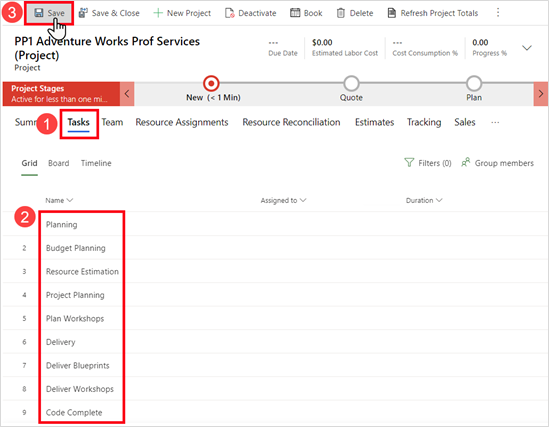 3 Save Save & Close New Project Deactivate Book Delete Refresh Project Totals
PP1 Adventure Works Prof Services
(Project)
Project
---
Due Date
$0.00
Estimated Labor Cost
---
Cost Consumption %
0.00
Progress %
Project Stages
Active for less than one mi...
New (< 1 Min)
Quote
Plan
Summ
1 Tasks Team Resource Assignments Resource Reconciliation Estimates Tracking Sales ...
Grid Board Timeline
Filters (0) Group members
Name Assigned to Duration
2
Planning
2 Budget Planning
3 Resource Estimation
4 Project Planning
5 Plan Workshops
6 Delivery
7 Deliver Blueprints
8 Deliver Workshops
9 Code Complete